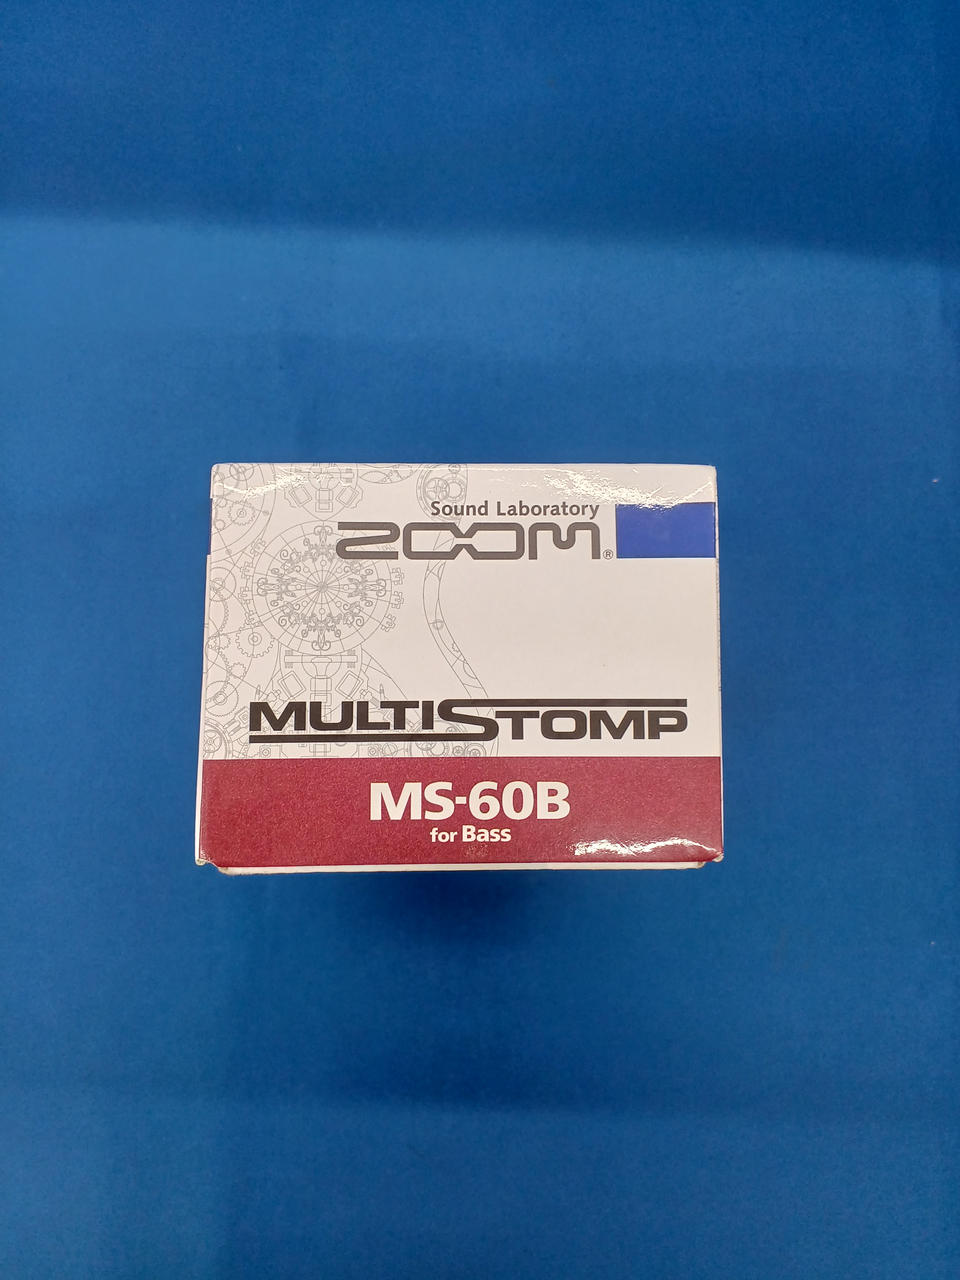 Sound Laboratory
ZOOM®
MULTISTOMP
MS-60B
for Bass